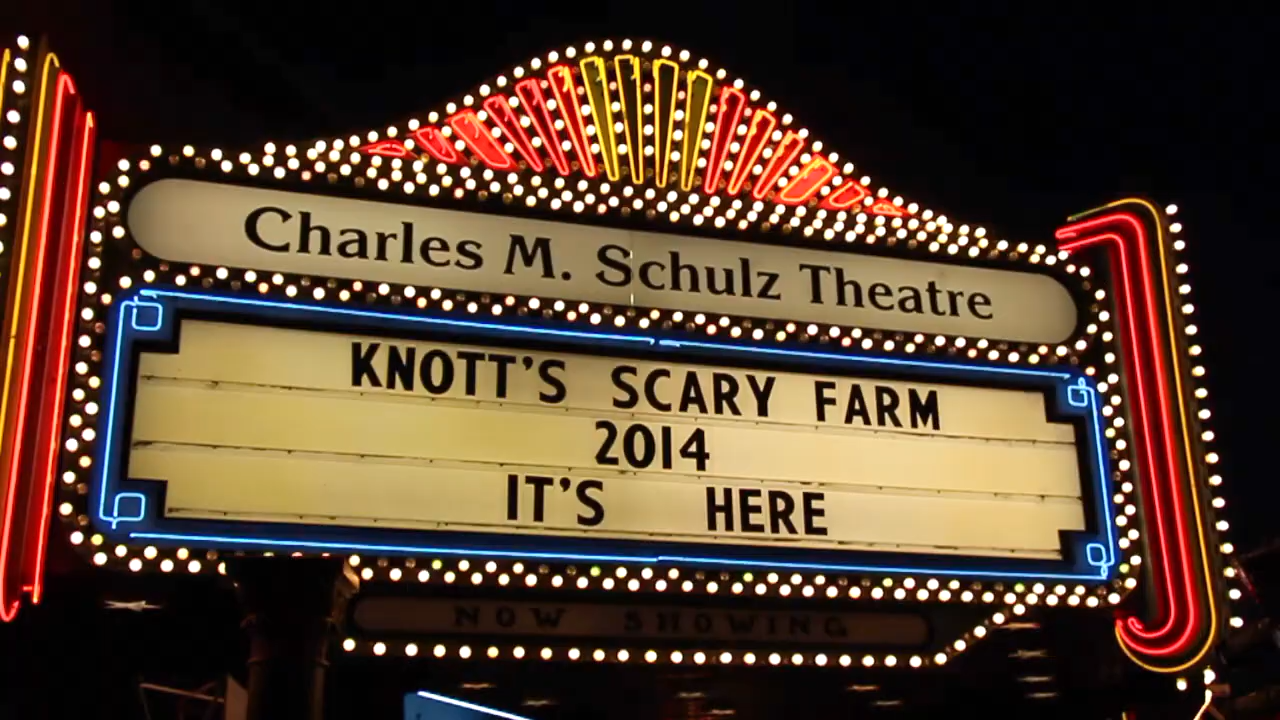 Charles M. Schulz Theatre
KNOTT'S SCARY FARM
2014
IT'S HERE
NOW SHOWING